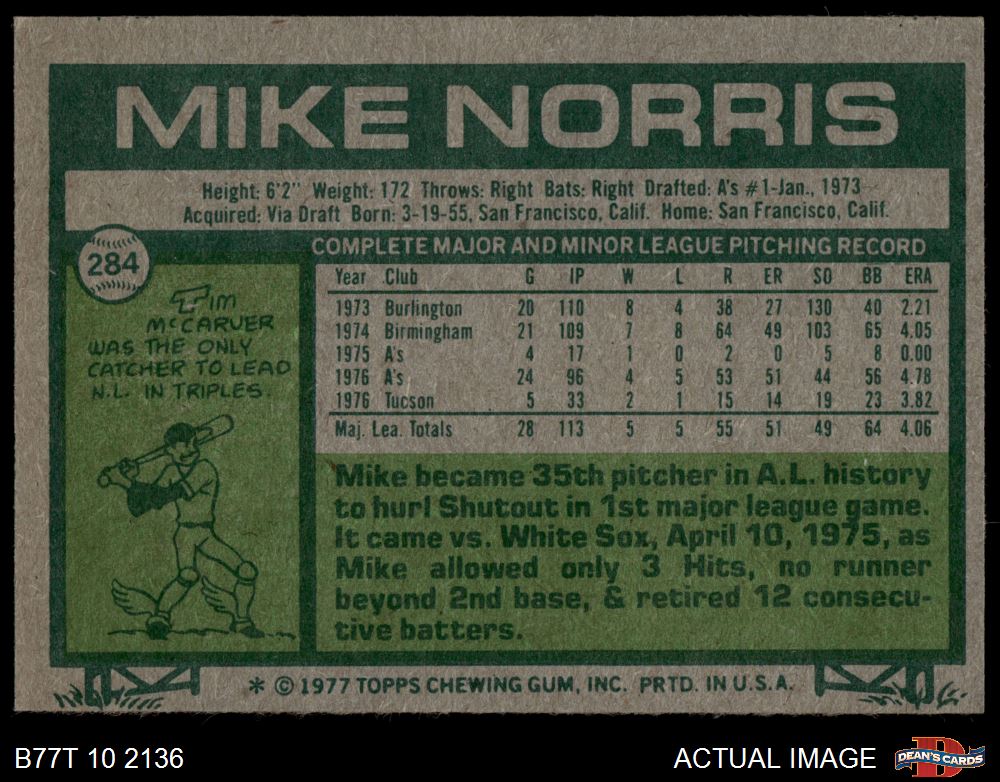 MIKE NORRIS
Height: 6'2" Weight: 172 Throws: Right Bats: Right Drafted: A's #1-Jan., 1973
Acquired: Via Draft Born: 3-19-55, San Francisco, Calif. Home: San Francisco, Calif.
284
TIM
McCARVER
WAS THE ONLY
CATCHER TO LEAD
N.L. IN TRIPLES.
COMPLETE MAJOR AND MINOR LEAGUE PITCHING RECORD
Year Club G IP W L R ER SO BB ERA
1973 Burlington 20 110 8 4 38 27 130 40 2.21
1974 Birmingham 21 109 7 8 64 49 103 65 4.05
1975 A's 4 17 1 0 2 0 5 8 0.00
1976 A's 24 96 4 5 53 51 44 56 4.78
1976 Tucson 5 33 2 1 15 14 19 23 3.82
Maj. Lea. Totals 28 113 5 5 55 51 49 64 4.06
Mike became 35th pitcher in A.L. history
to hurl Shutout in 1st major league game.
It came vs. White Sox, April 10, 1975, as
Mike allowed only 3 Hits, no runner
beyond 2nd base, & retired 12 consecu-
tive batters.
* © 1977 TOPPS CHEWING GUM, INC. PRTD. IN U.S.A.
B77T 10 2136
ACTUAL IMAGE
D
DEAN'S CARDS